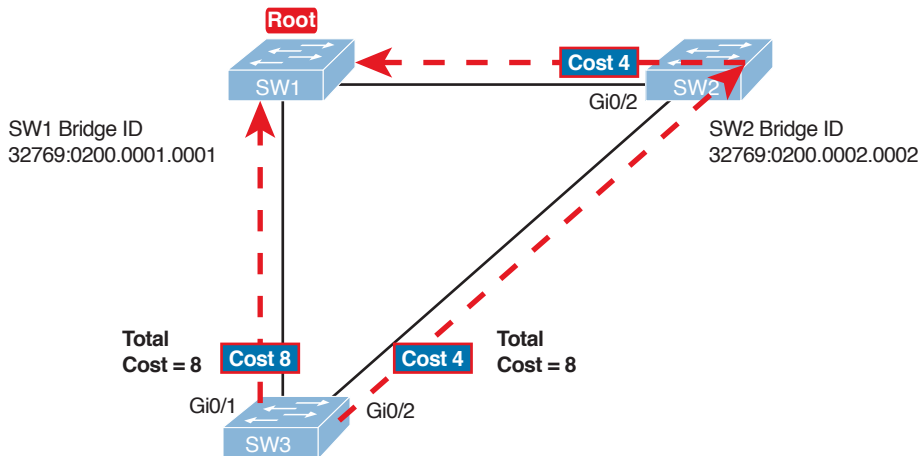 Root
SW1
Cost 4
SW2
Gi0/2
SW1 Bridge ID
32769:0200.0001.0001
SW2 Bridge ID
32769:0200.0002.0002
Total
Cost = 8
Cost 8
Cost 4
Total
Cost = 8
Gi0/1
Gi0/2
SW3